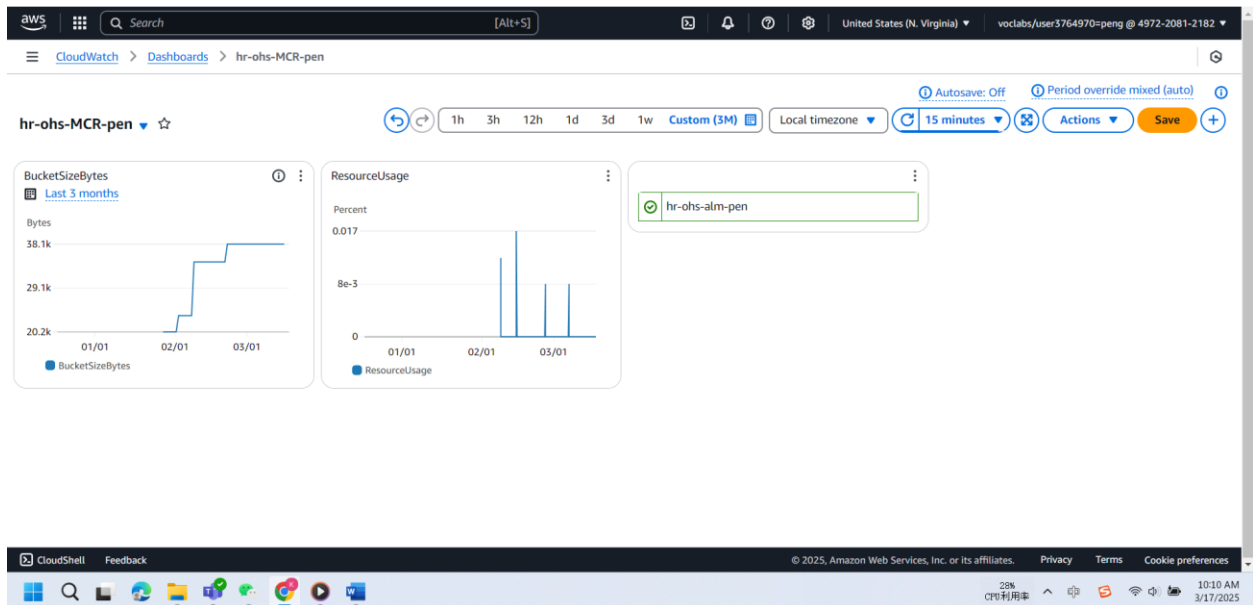 aws
Search [Alt+S]
United States (N. Virginia) ▼
voclabs/user3764970=peng @ 4972-2081-2182 ▼
CloudWatch > Dashboards > hr-ohs-MCR-pen
Autosave: Off
Period override mixed (auto)
hr-ohs-MCR-pen
1h 3h 12h 1d 3d 1w Custom (3M)
Local timezone
15 minutes
Actions
Save
BucketSizeBytes
Last 3 months
Bytes
38.1k
29.1k
20.2k
01/01 02/01 03/01
BucketSizeBytes
ResourceUsage
Percent
0.017
8e-3
0
01/01 02/01 03/01
ResourceUsage
hr-ohs-alm-pen
CloudShell Feedback
© 2025, Amazon Web Services, Inc. or its affiliates. Privacy Terms Cookie preferences
28%
CPU利用率
中
10:10 AM
3/17/2025